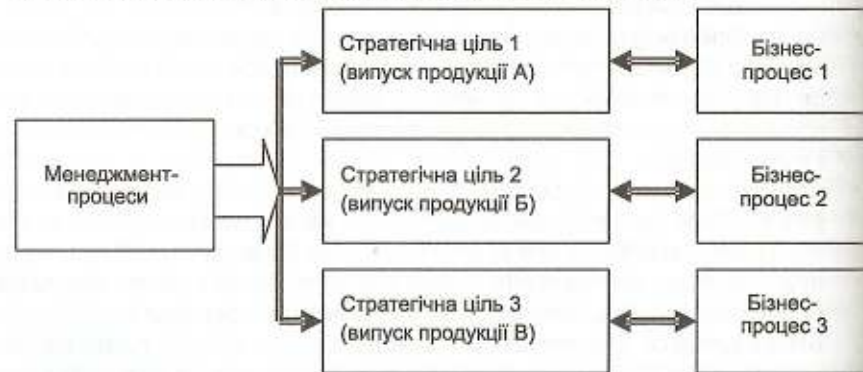 Стратегічна ціль 1
(випуск продукції А)
Бізнес-
процес 1
Менеджмент-
процеси
Стратегічна ціль 2
(випуск продукції Б)
Бізнес-
процес 2
Стратегічна ціль 3
(випуск продукції В)
Бізнес-
процес 3